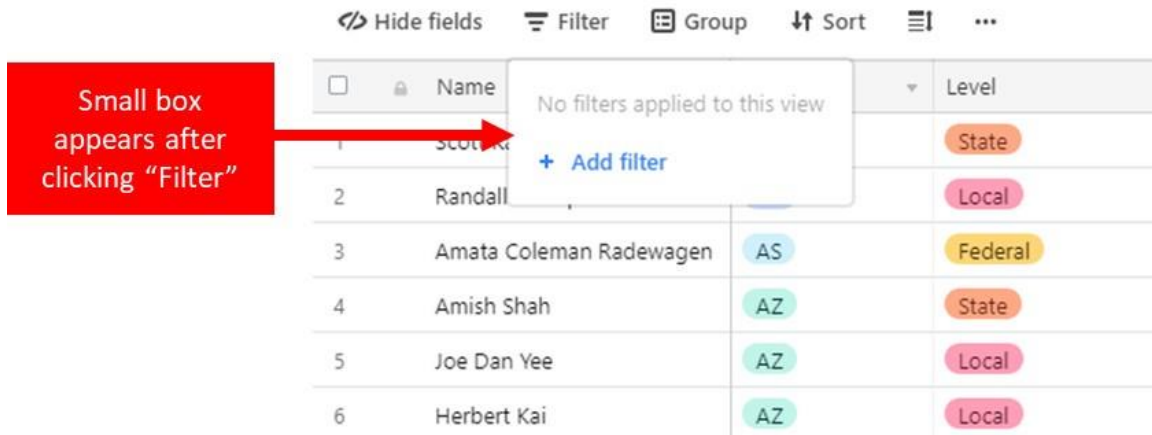 Hide fields Filter Group Sort
Small box
appears after
clicking “Filter”
Name Level
No filters applied to this view
+ Add filter
1 State
2 Randall Local
3 Amata Coleman Radewagen AS Federal
4 Amish Shah AZ State
5 Joe Dan Yee AZ Local
6 Herbert Kai AZ Local